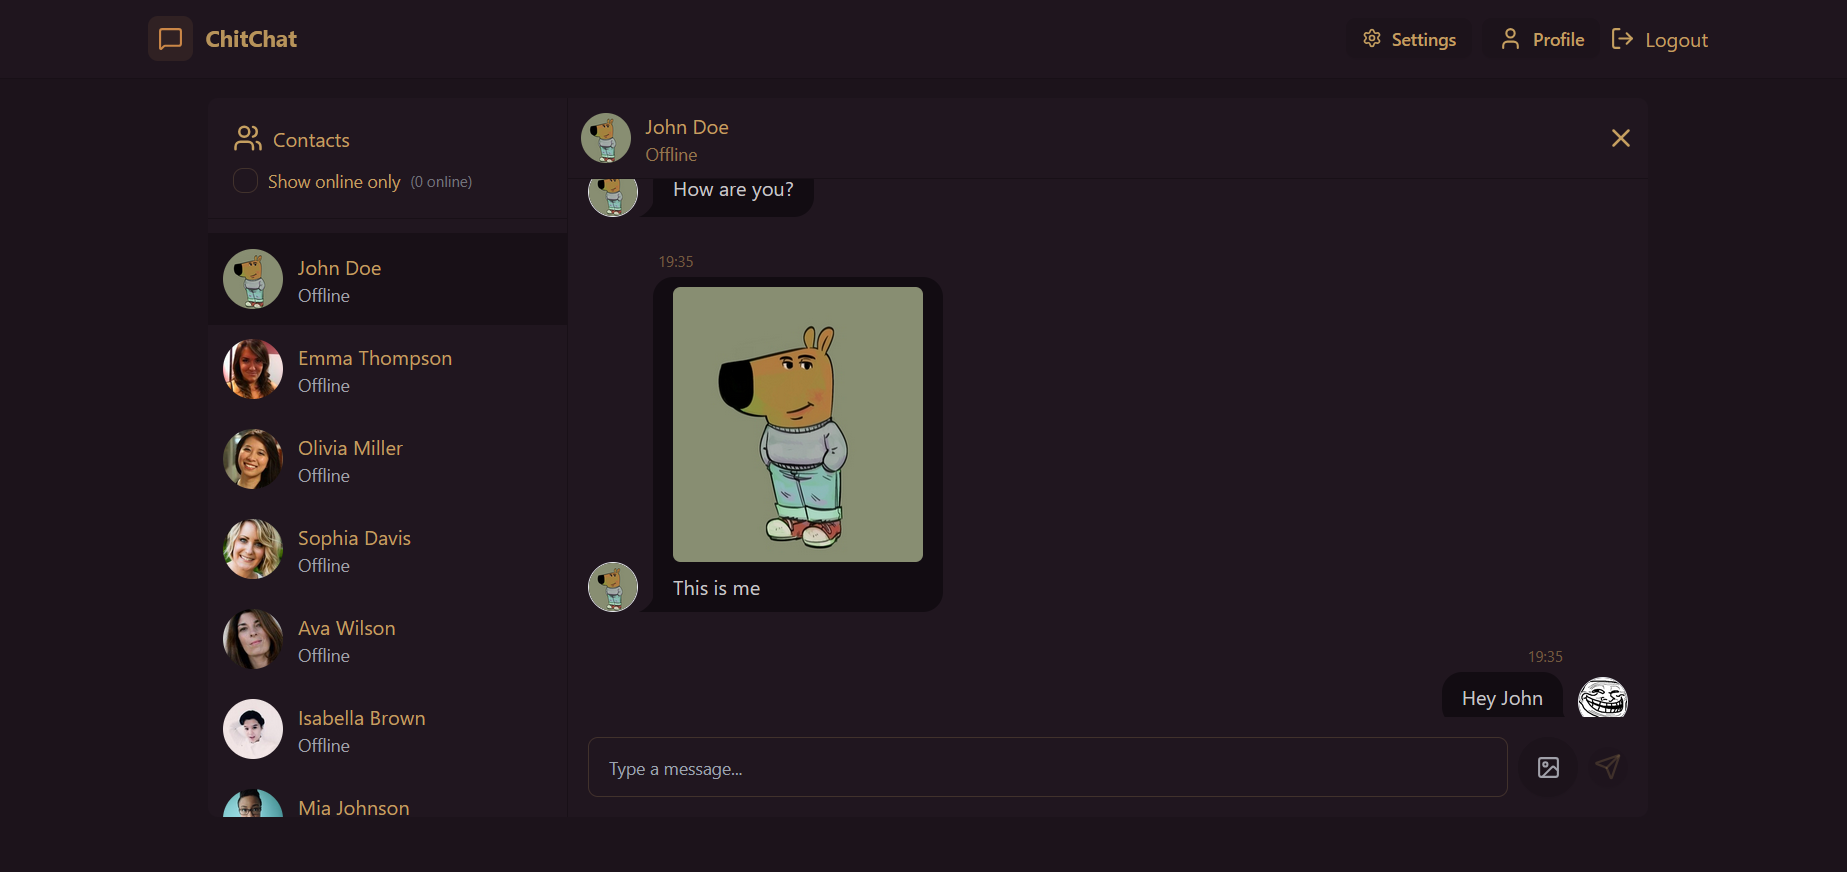 ChitChat
Settings
Profile
Logout
Contacts
Show online only (0 online)
John Doe
Offline
Emma Thompson
Offline
Olivia Miller
Offline
Sophia Davis
Offline
Ava Wilson
Offline
Isabella Brown
Offline
Mia Johnson
John Doe
Offline
How are you?
19:35
This is me
19:35
Hey John
Type a message...